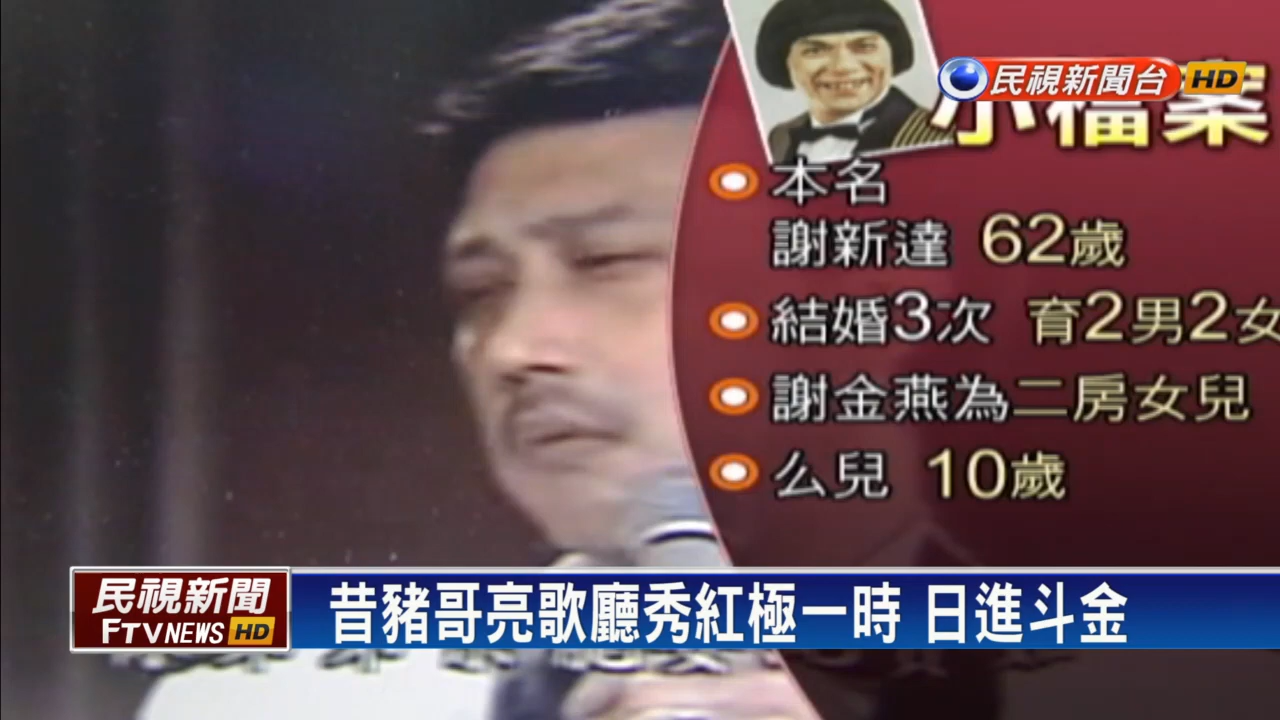 民視新聞台 HD
小檔案
本名
謝新達 62歲
結婚3次 育2男2女
謝金燕為二房女兒
么兒 10歲
民視新聞
FTVNEWS HD
昔豬哥亮歌廳秀紅極一時 日進斗金